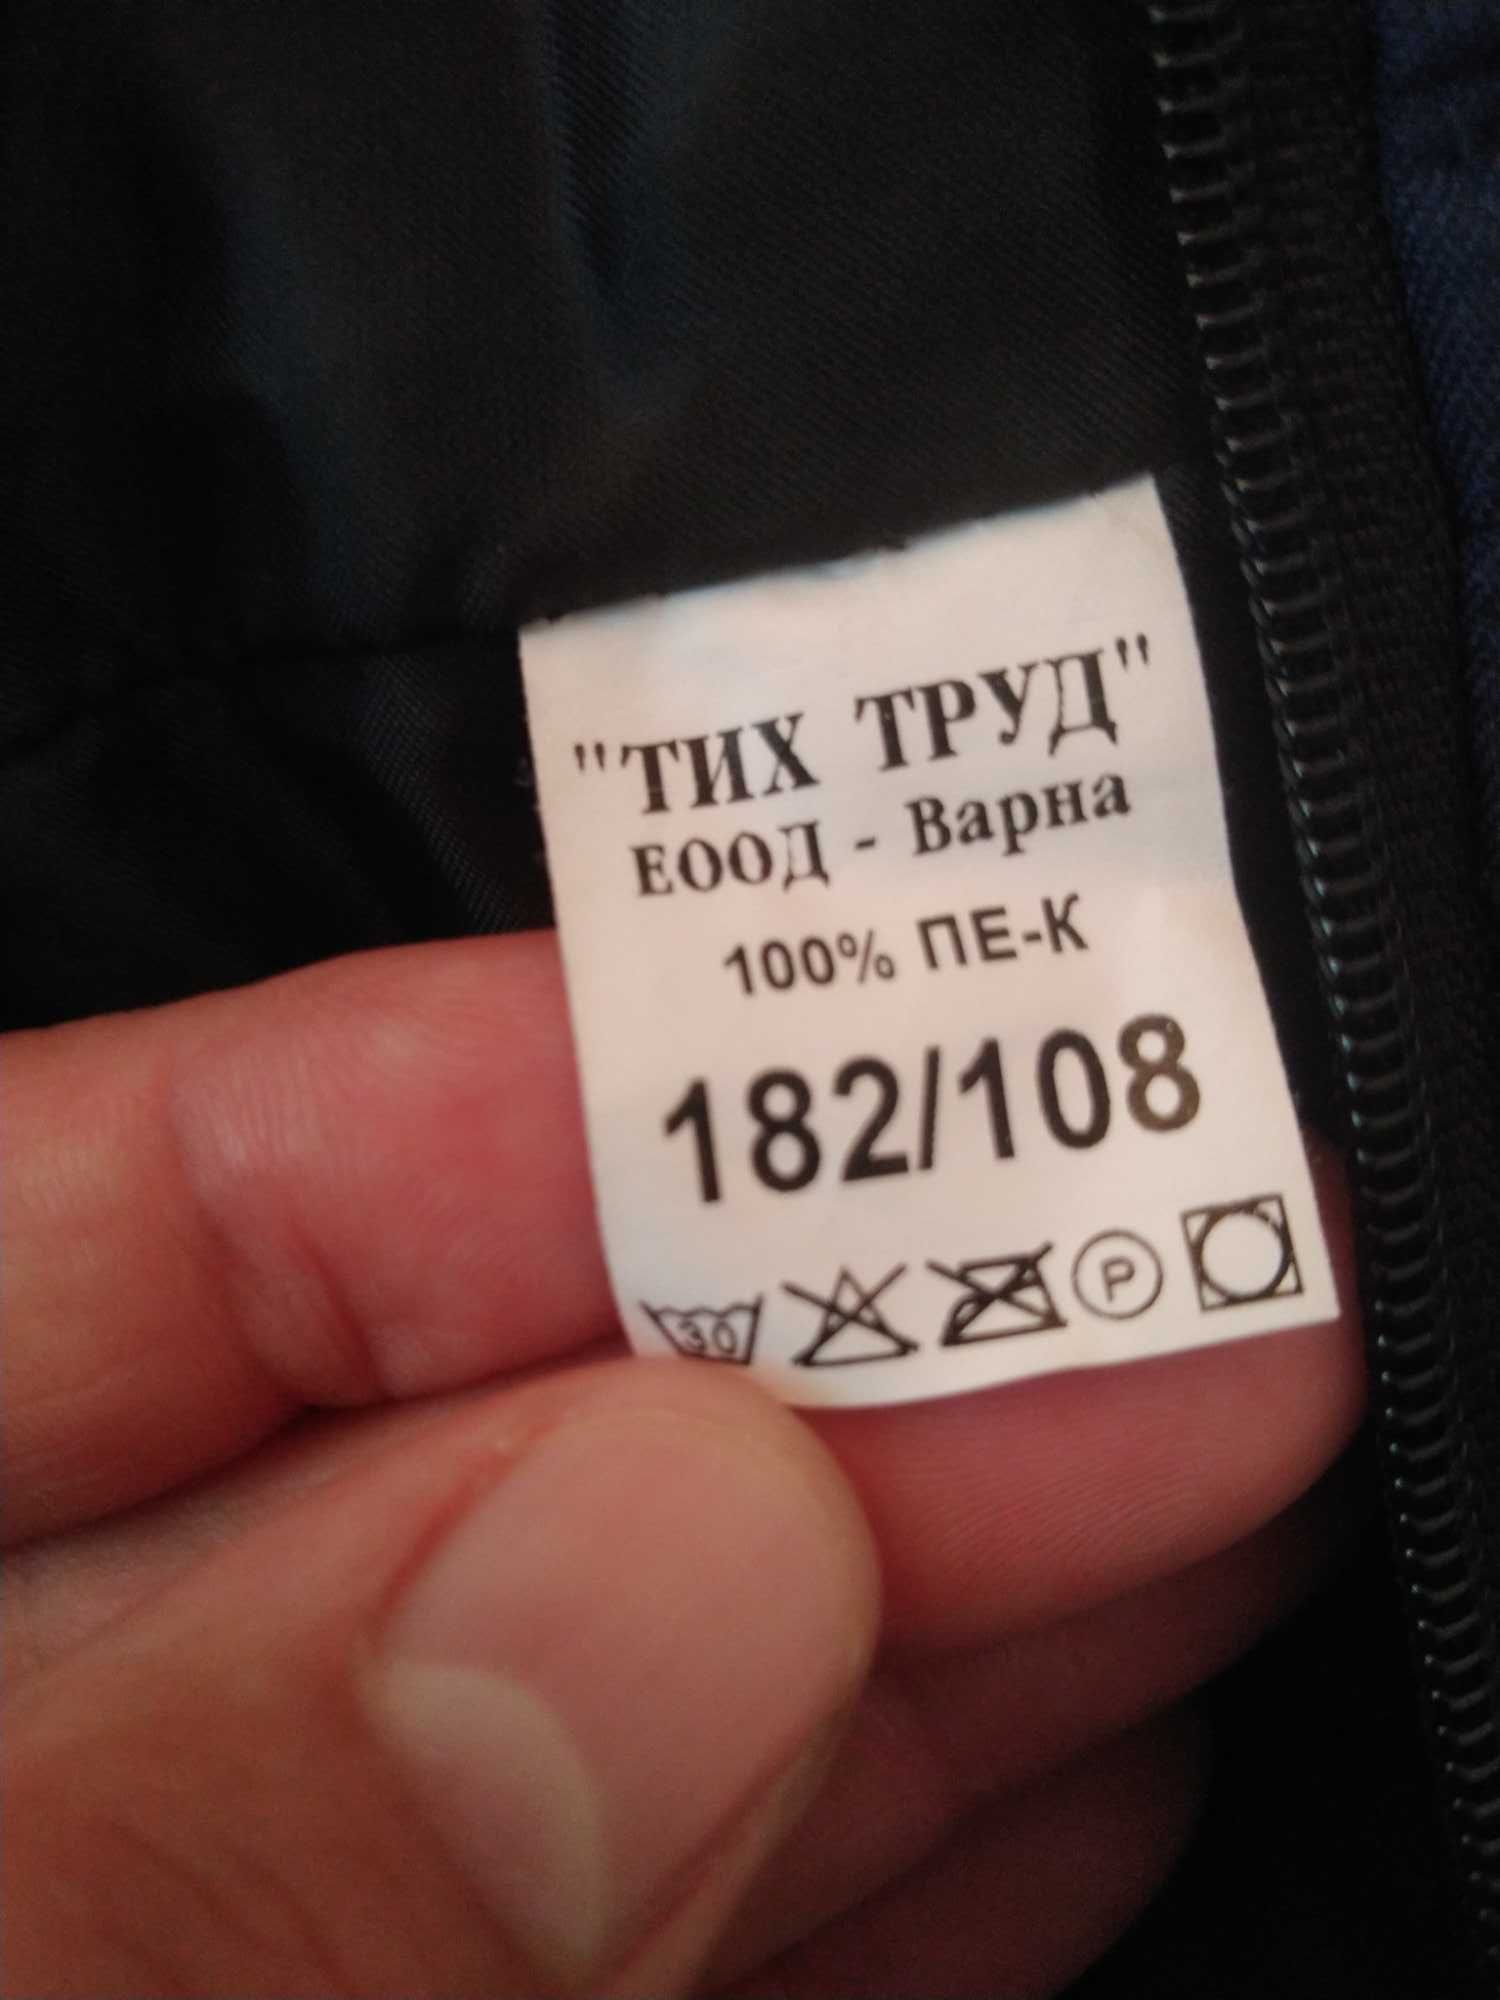 "ТИХ ТРУД"
ЕООД - Варна
100% ПЕ-К
182/108
30 P